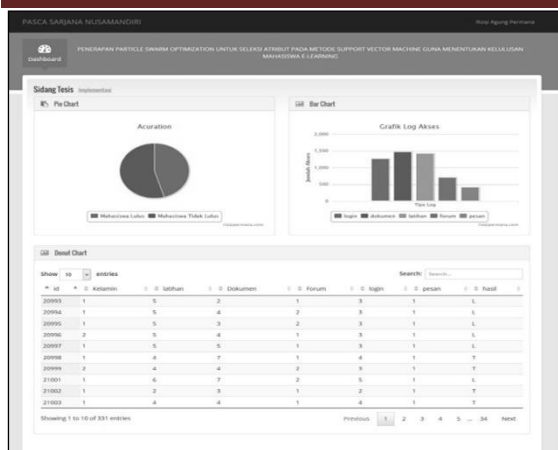 PASCA SARJANA NUSAMANDIRI
Rizqi Agung Permana
Dashboard
PENERAPAN PARTICLE SWARM OPTIMIZATION UNTUK SELEKSI ATRIBUT PADA METODE SUPPORT VECTOR MACHINE GUNA MENENTUKAN KELULUSAN
MAHASISWA E-LEARNING
Sidang Tesis Implementasi
Pie Chart
Acuration
Mahasiswa Lulus Mahasiswa Tidak Lulus
Bar Chart
Grafik Log Akses
Jumlah Akses
2,000
1,500
1,000
500
0
Tipe Log
login dokumen latihan forum pesan
Donut Chart
Show 10 entries
Search: Search...
id Kelamin latihan Dokumen Forum login pesan hasil
20993 1 5 2 1 3 1 L
20994 1 5 4 2 3 1 L
20995 1 5 3 2 3 1 L
20996 2 5 4 1 3 1 L
20997 1 5 5 1 3 1 L
20998 1 4 7 1 4 1 T
20999 2 4 4 2 3 1 T
21001 1 6 7 2 5 1 L
21002 1 2 3 1 2 1 T
21003 1 4 4 1 4 1 T
Showing 1 to 10 of 331 entries
Previous 1 2 3 4 5 ... 34 Next